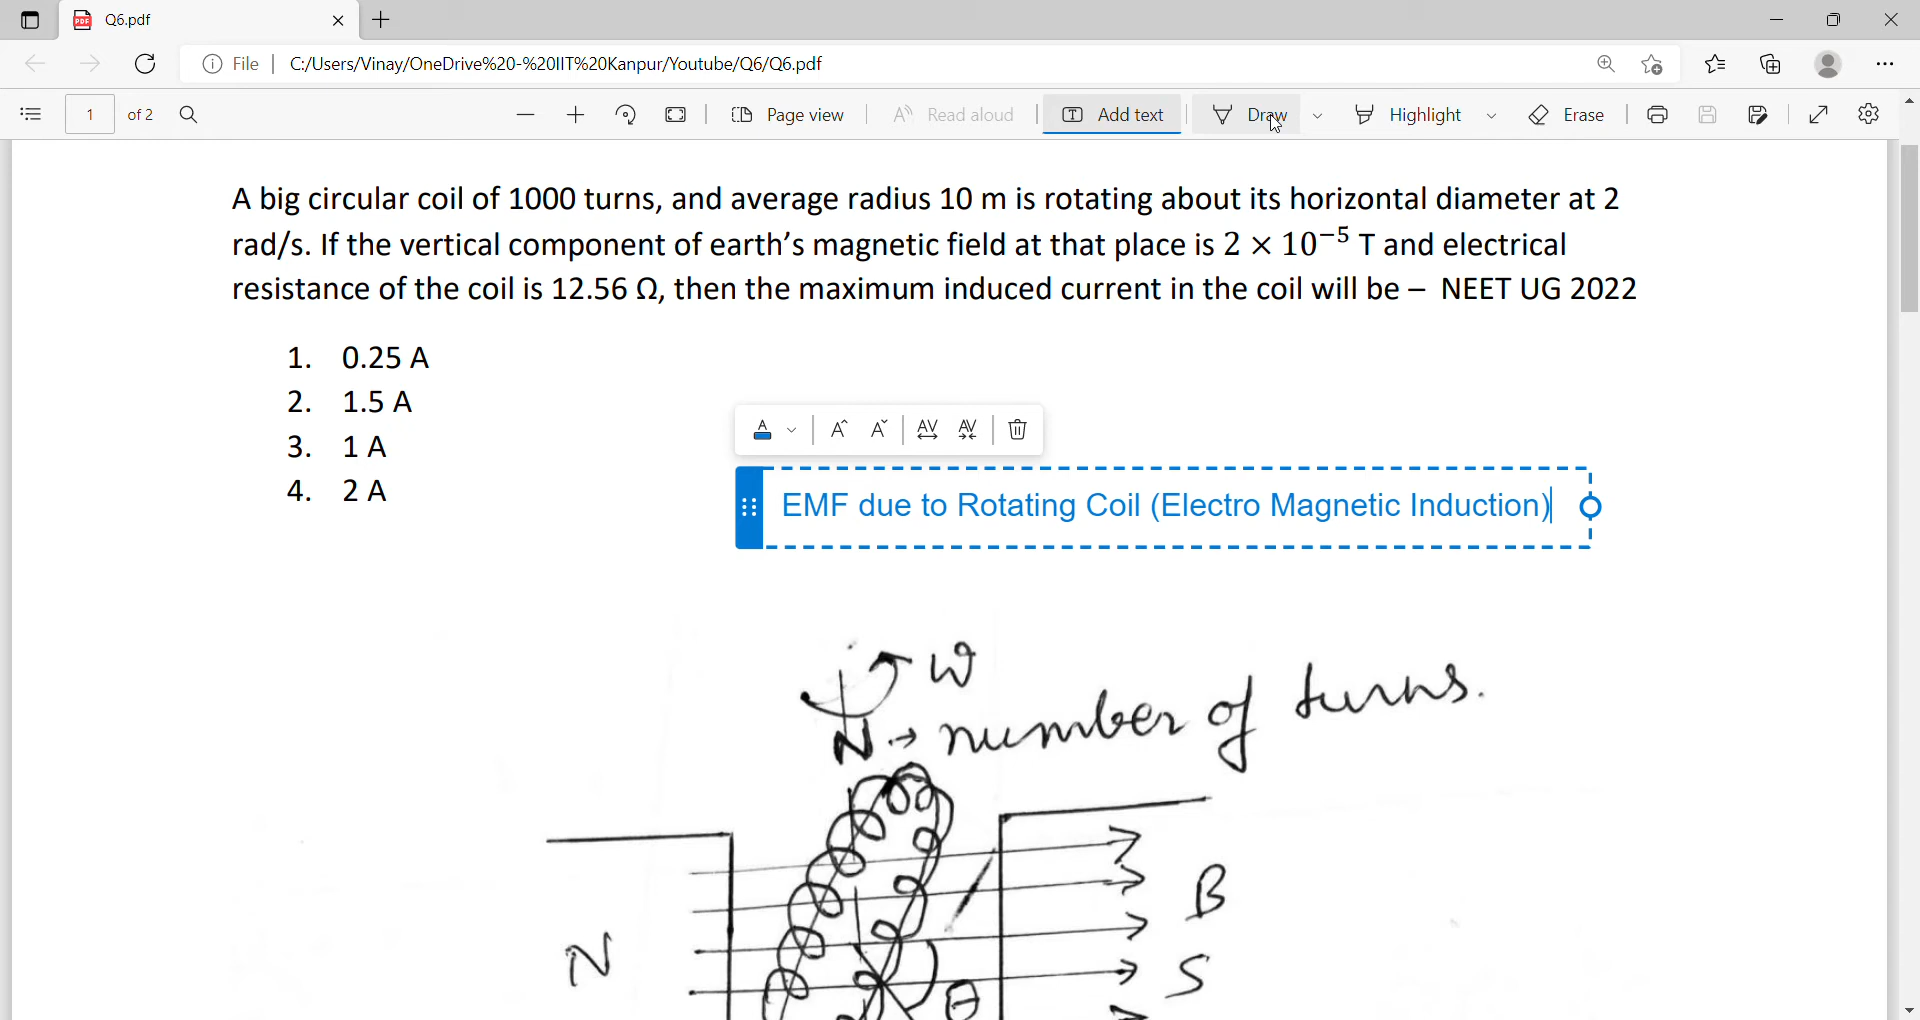 Q6.pdf
File | C:/Users/Vinay/OneDrive%20-%20IIT%20Kanpur/Youtube/Q6/Q6.pdf
1 of 2 Page view Read aloud Add text Draw Highlight Erase
A big circular coil of 1000 turns, and average radius 10 m is rotating about its horizontal diameter at 2
rad/s. If the vertical component of earth’s magnetic field at that place is 2 × 10⁻⁵ T and electrical
resistance of the coil is 12.56 Ω, then the maximum induced current in the coil will be – NEET UG 2022
1. 0.25 A
2. 1.5 A
3. 1 A
4. 2 A
EMF due to Rotating Coil (Electro Magnetic Induction)
ω
N → number of turns.
B
N
S
θ